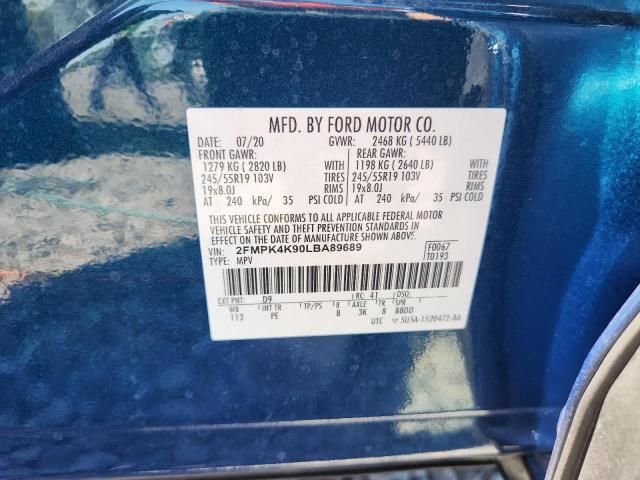 MFD. BY FORD MOTOR CO.
DATE: 07/20 GVWR: 2468 KG ( 5440 LB)
FRONT GAWR: REAR GAWR:
1279 KG ( 2820 LB) WITH 1198 KG ( 2640 LB) WITH
245/55R19 103V TIRES 245/55R19 103V TIRES
19x8.0J RIMS 19x8.0J RIMS
AT 240 kPa/ 35 PSI COLD AT 240 kPa/ 35 PSI COLD
THIS VEHICLE CONFORMS TO ALL APPLICABLE FEDERAL MOTOR
VEHICLE SAFETY AND THEFT PREVENTION STANDARDS IN
EFFECT ON THE DATE OF MANUFACTURE SHOWN ABOVE.
VIN: 2FMPK4K90LBA89689 F0067
TYPE: MPV T0193
EXT PNT: D9 RC: 41 DSO:
WB INT TR TP/PS R AXLE TR SPR
112 PE B 3K 8 BBDD
UTC ▽ 5U5A-1520472-BA